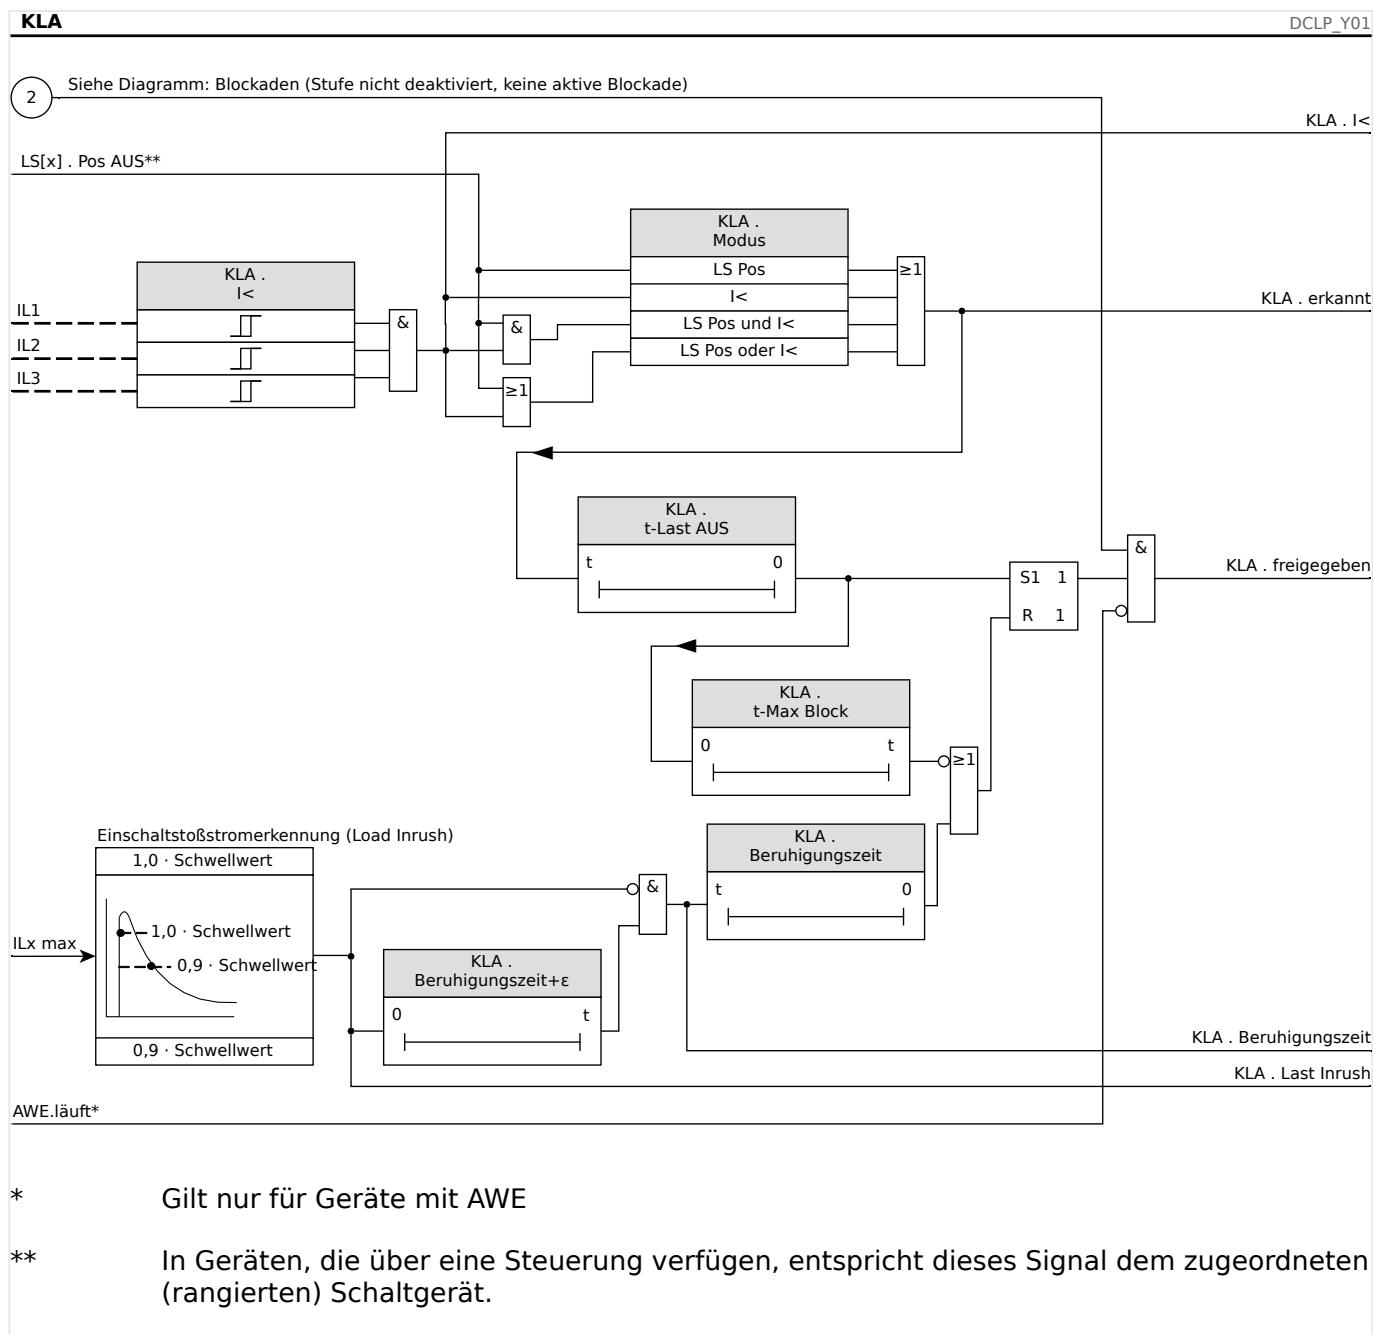 KLA
DCLP_Y01
2
Siehe Diagramm: Blockaden (Stufe nicht deaktiviert, keine aktive Blockade)
KLA . I<
LS[x] . Pos AUS**
KLA .
Modus
LS Pos
I<
LS Pos und I<
LS Pos oder I<
≥1
KLA . erkannt
KLA .
I<
IL1
IL2
IL3
&
&
≥1
KLA .
t-Last AUS
t 0
S1 1
R 1
&
KLA . freigegeben
KLA .
t-Max Block
0 t
≥1
Einschaltstoßstromerkennung (Load Inrush)
1,0 · Schwellwert
1,0 · Schwellwert
0,9 · Schwellwert
0,9 · Schwellwert
ILx max
&
KLA .
Beruhigungszeit
t 0
KLA .
Beruhigungszeit+ε
0 t
KLA . Beruhigungszeit
KLA . Last Inrush
AWE.läuft*
* Gilt nur für Geräte mit AWE
** In Geräten, die über eine Steuerung verfügen, entspricht dieses Signal dem zugeordneten
(rangierten) Schaltgerät.